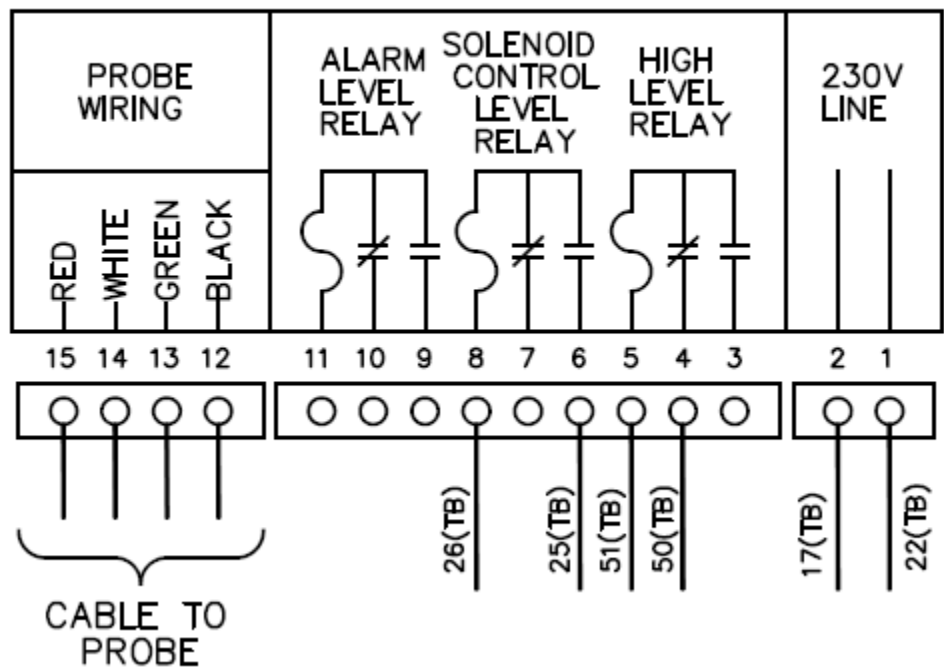 PROBE
WIRING
ALARM
LEVEL
RELAY
SOLENOID
CONTROL
LEVEL
RELAY
HIGH
LEVEL
RELAY
230V
LINE
RED
WHITE
GREEN
BLACK
15 14 13 12 11 10 9 8 7 6 5 4 3 2 1
26(TB)
25(TB)
51(TB)
50(TB)
17(TB)
22(TB)
CABLE TO
PROBE